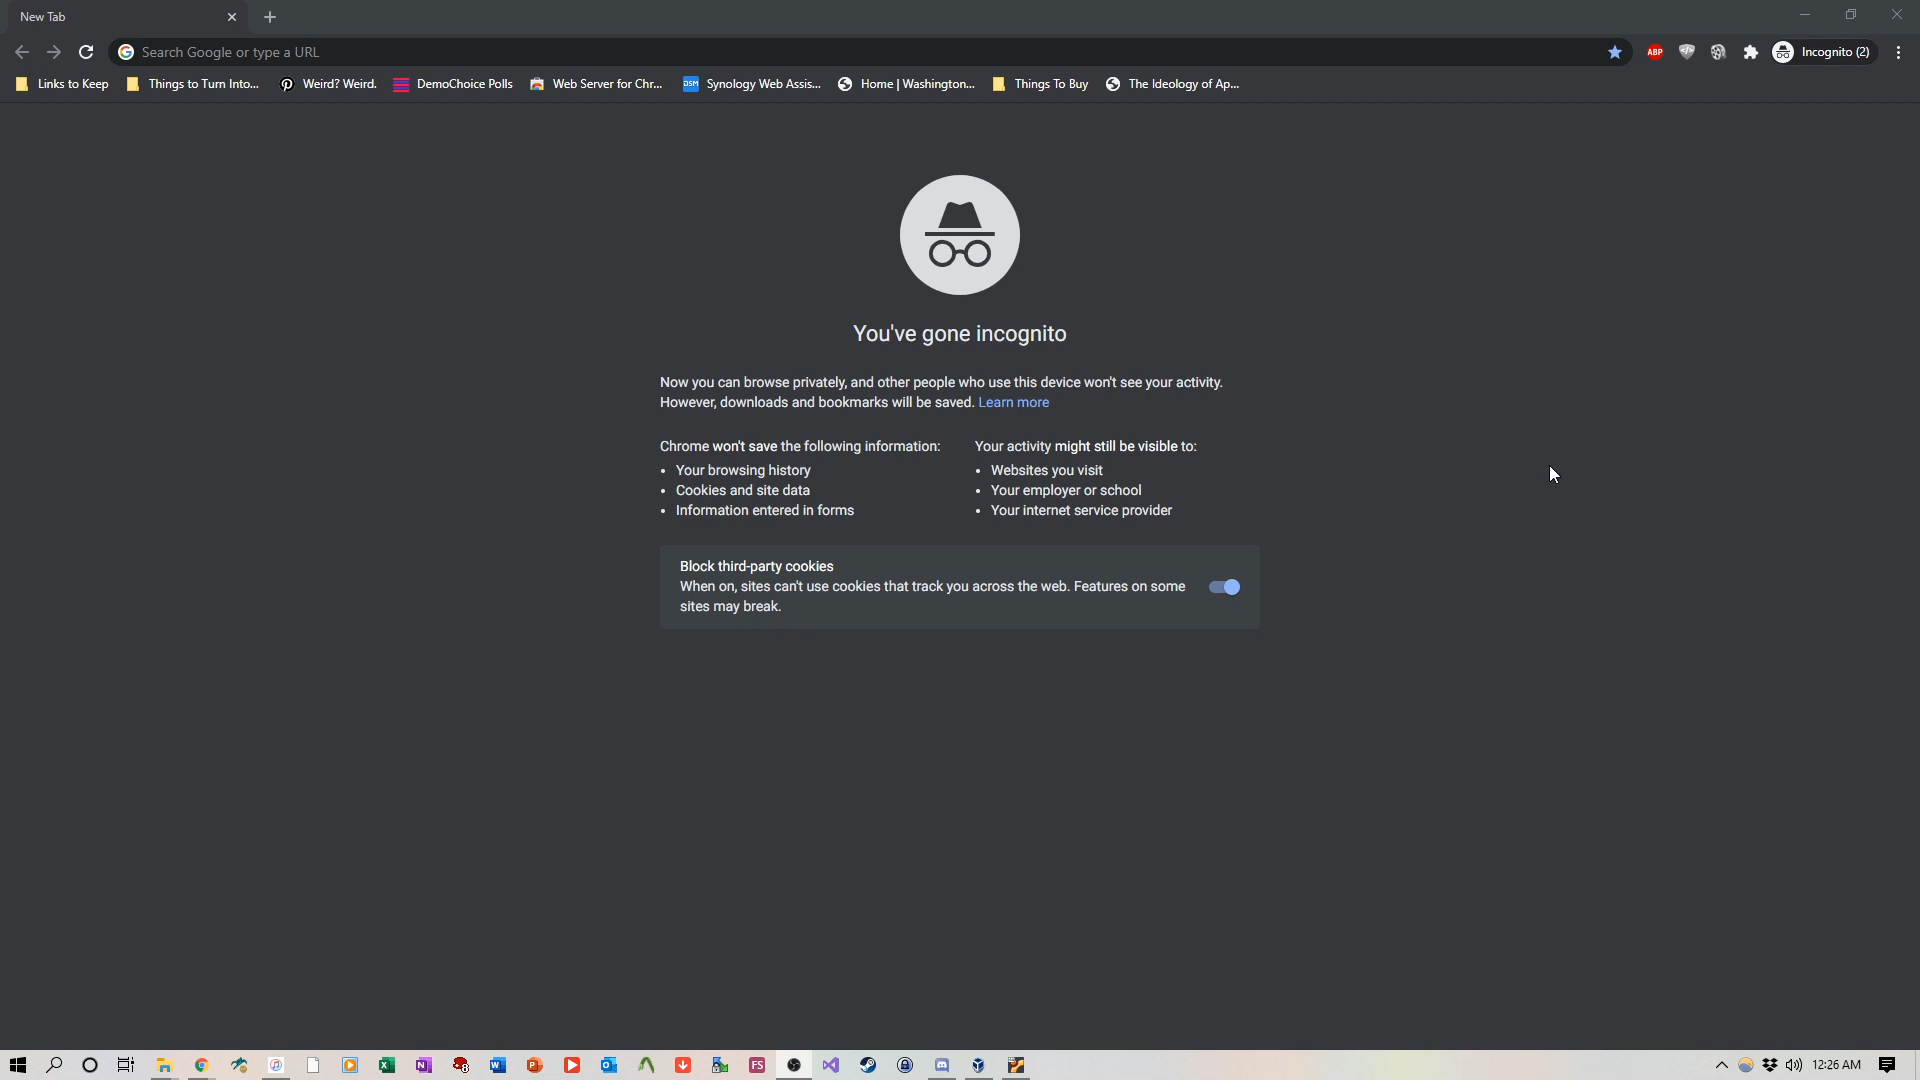 New Tab
Search Google or type a URL
ABP
Incognito (2)
Links to Keep
Things to Turn Into...
Weird? Weird.
DemoChoice Polls
Web Server for Chr...
DSM
Synology Web Assis...
Home | Washington...
Things To Buy
The Ideology of Ap...
You've gone incognito
Now you can browse privately, and other people who use this device won't see your activity.
However, downloads and bookmarks will be saved. Learn more
Chrome won't save the following information:
• Your browsing history
• Cookies and site data
• Information entered in forms
Your activity might still be visible to:
• Websites you visit
• Your employer or school
• Your internet service provider
Block third-party cookies
When on, sites can't use cookies that track you across the web. Features on some
sites may break.
FS
12:26 AM